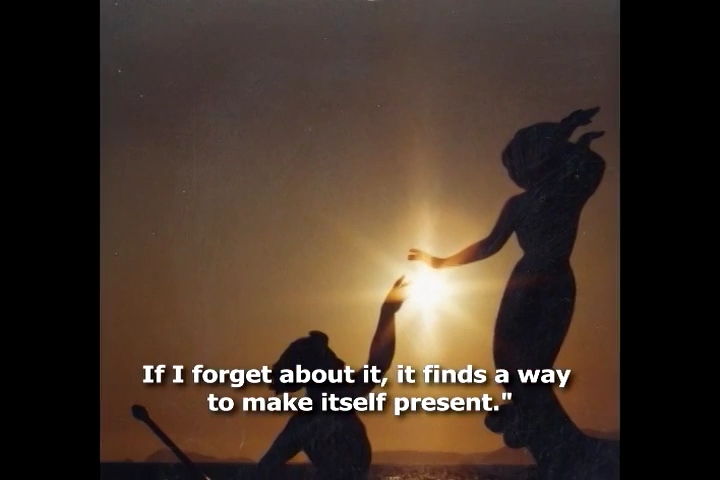 If I forget about it, it finds a way
to make itself present."